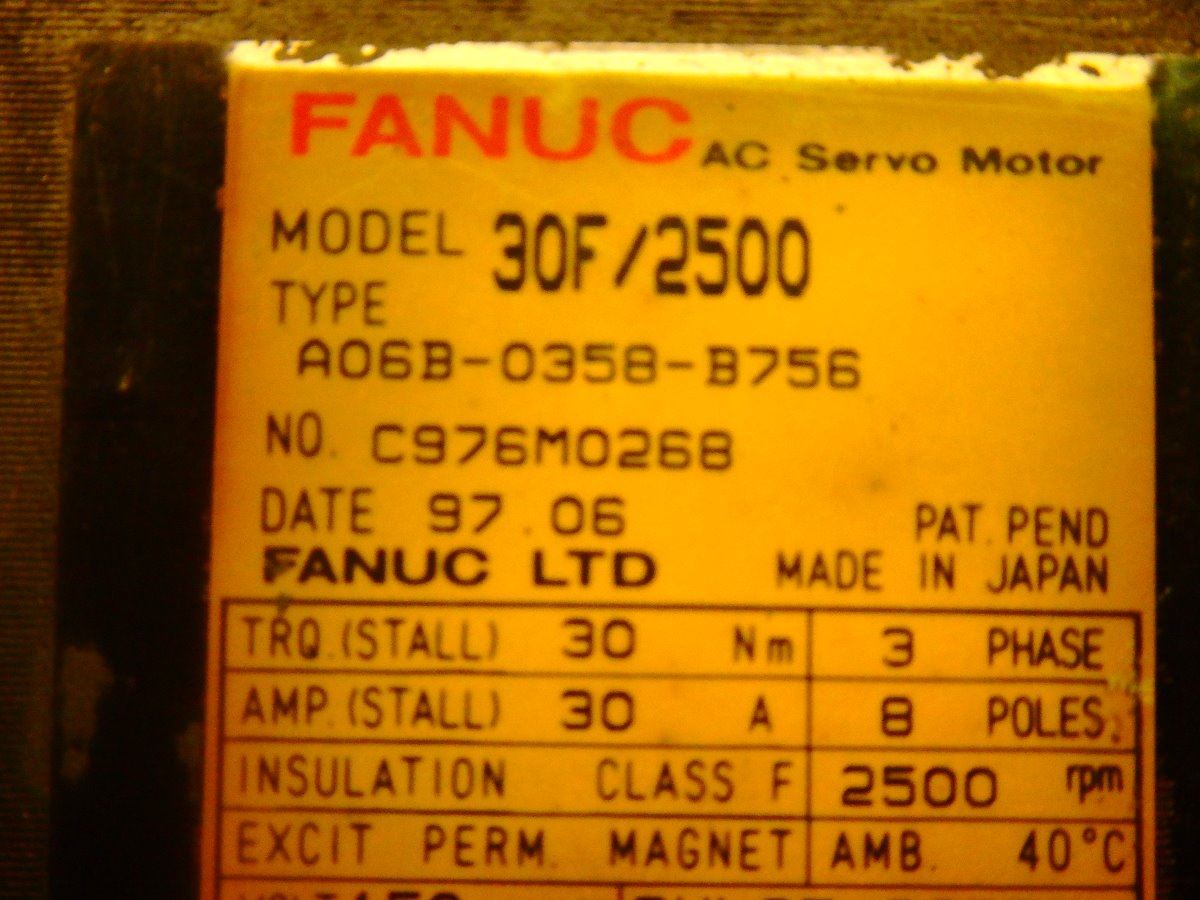 FANUC AC Servo Motor
MODEL 30F/2500
TYPE
A06B-0358-B756
NO. C976M0268
DATE 97.06
PAT. PEND
FANUC LTD MADE IN JAPAN
TRQ.(STALL) 30 Nm 3 PHASE
AMP.(STALL) 30 A 8 POLES
INSULATION CLASS F 2500 rpm
EXCIT PERM. MAGNET AMB. 40°C